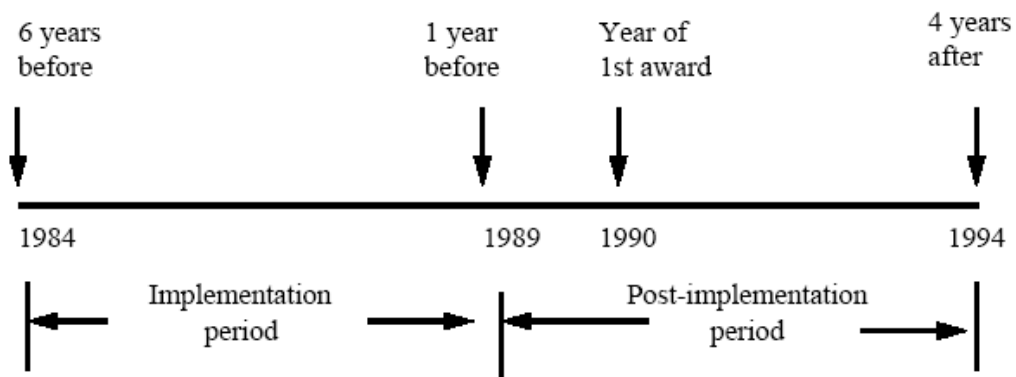 6 years
before
1 year
before
Year of
1st award
4 years
after
1984
1989
1990
1994
Implementation
period
Post-implementation
period